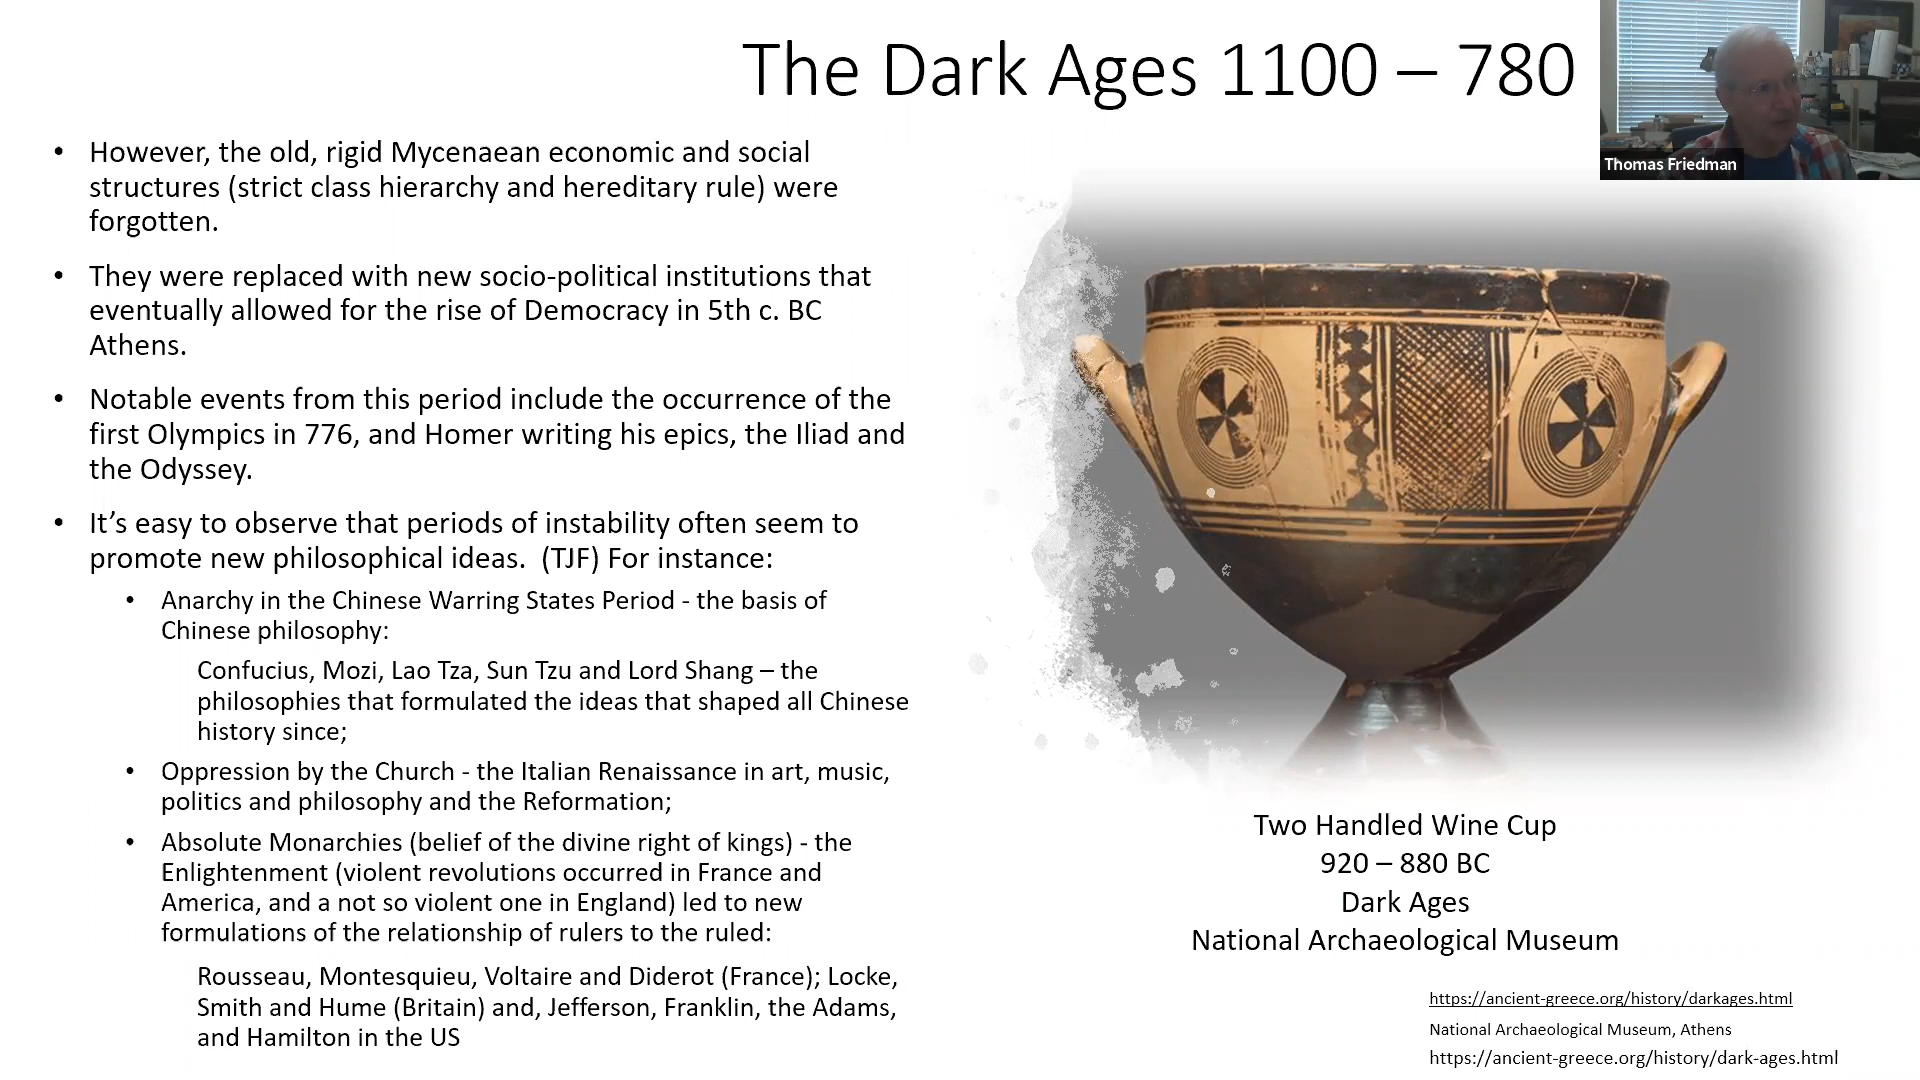 The Dark Ages 1100 – 780
Thomas Friedman
• However, the old, rigid Mycenaean economic and social
structures (strict class hierarchy and hereditary rule) were
forgotten.
• They were replaced with new socio-political institutions that
eventually allowed for the rise of Democracy in 5th c. BC
Athens.
• Notable events from this period include the occurrence of the
first Olympics in 776, and Homer writing his epics, the Iliad and
the Odyssey.
• It’s easy to observe that periods of instability often seem to
promote new philosophical ideas.  (TJF) For instance:
• Anarchy in the Chinese Warring States Period - the basis of
Chinese philosophy:
Confucius, Mozi, Lao Tza, Sun Tzu and Lord Shang – the
philosophies that formulated the ideas that shaped all Chinese
history since;
• Oppression by the Church - the Italian Renaissance in art, music,
politics and philosophy and the Reformation;
• Absolute Monarchies (belief of the divine right of kings) - the
Enlightenment (violent revolutions occurred in France and
America, and a not so violent one in England) led to new
formulations of the relationship of rulers to the ruled:
Rousseau, Montesquieu, Voltaire and Diderot (France); Locke,
Smith and Hume (Britain) and, Jefferson, Franklin, the Adams,
and Hamilton in the US
Two Handled Wine Cup
920 – 880 BC
Dark Ages
National Archaeological Museum
https://ancient-greece.org/history/darkages.html
National Archaeological Museum, Athens
https://ancient-greece.org/history/dark-ages.html